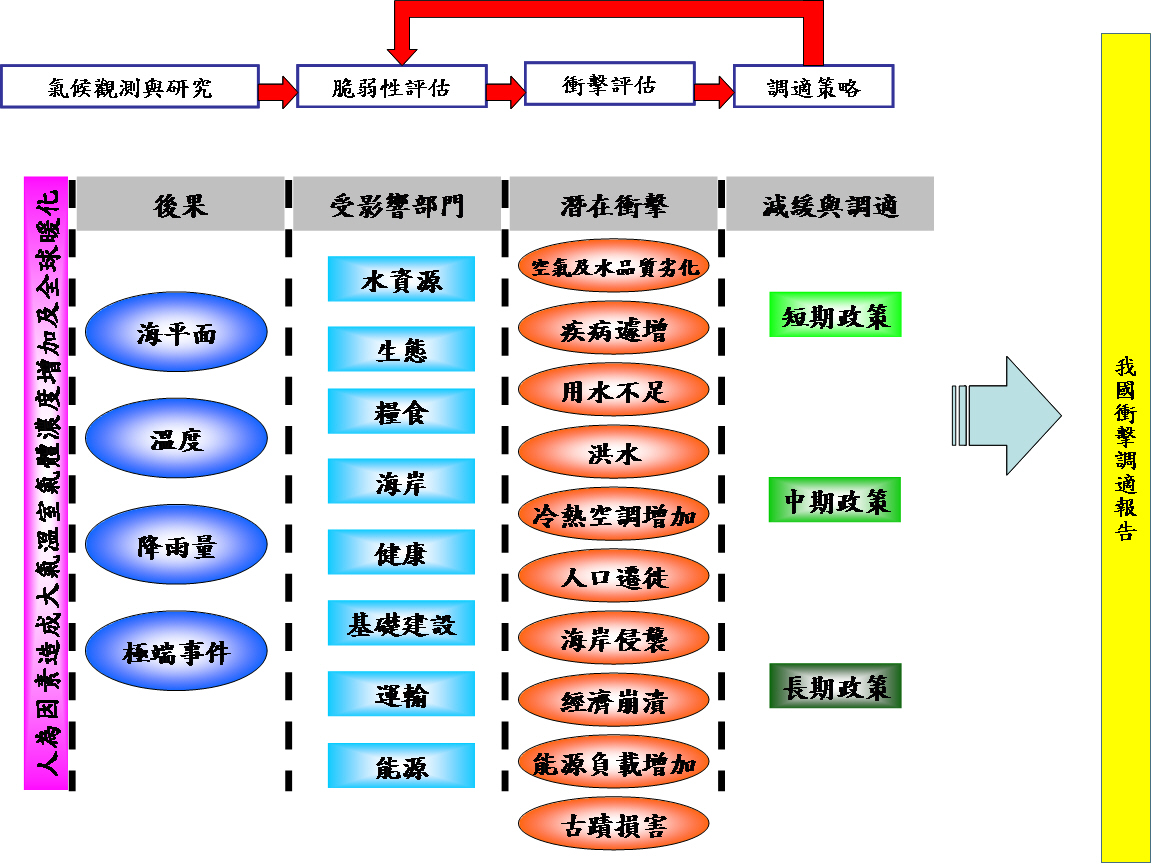 氣候觀測與研究
脆弱性評估
衝擊評估
調適策略
人為因素造成大氣溫室氣體濃度增加及全球暖化
後果
海平面
溫度
降雨量
極端事件
受影響部門
水資源
生態
糧食
海岸
健康
基礎建設
運輸
能源
潛在衝擊
空氣及水品質劣化
疾病遽增
用水不足
洪水
冷熱空調增加
人口遷徒
海岸侵襲
經濟崩潰
能源負載增加
古蹟損害
減緩與調適
短期政策
中期政策
長期政策
我國衝擊調適報告